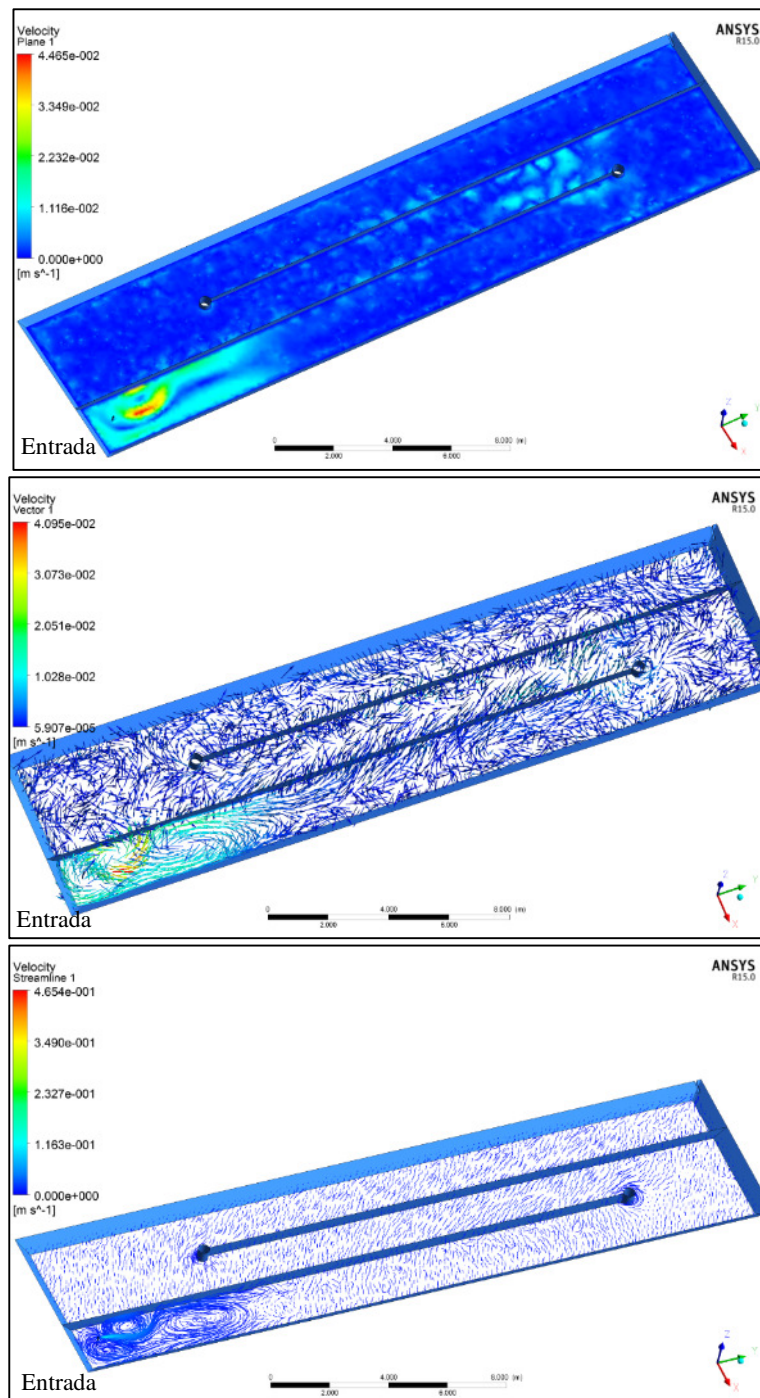 Velocity
Plane 1
ANSYS
R15.0
4.465e-002
3.349e-002
2.232e-002
1.116e-002
0.000e+000
[m s^-1]
Entrada
0 4.000 8.000 (m)
2.000 6.000
Z
Y
X
Velocity
Vector 1
ANSYS
R15.0
4.095e-002
3.073e-002
2.051e-002
1.028e-002
5.907e-005
[m s^-1]
Entrada
0 4.000 8.000 (m)
2.000 6.000
Z
Y
X
Velocity
Streamline 1
ANSYS
R15.0
4.654e-001
3.490e-001
2.327e-001
1.163e-001
0.000e+000
[m s^-1]
Entrada
0 4.000 8.000 (m)
2.000 6.000
Z
Y
X